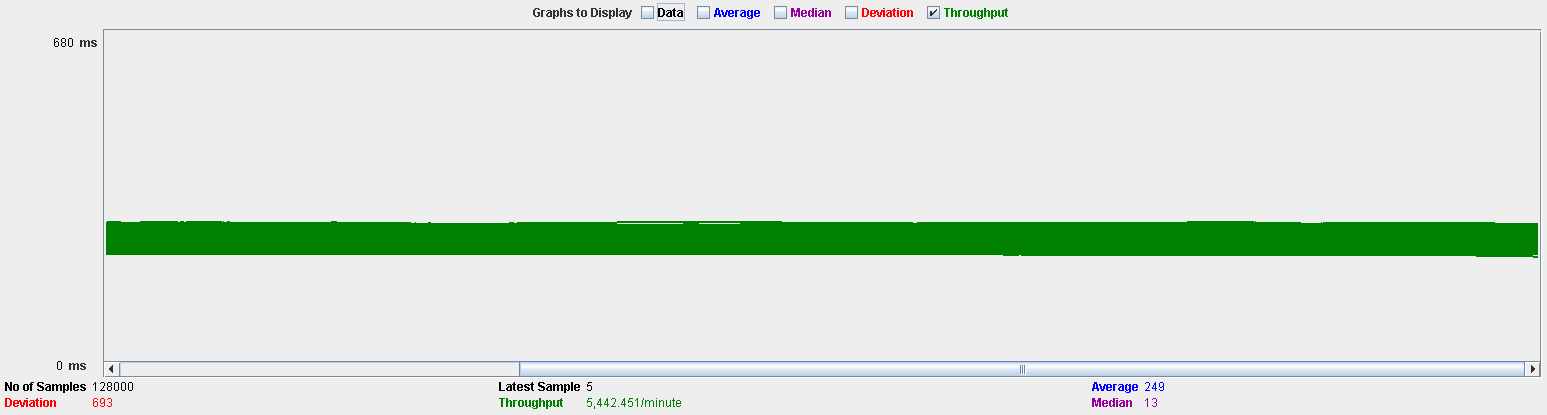 Graphs to Display Data Average Median Deviation Throughput
680 ms
0 ms
No of Samples 128000 Latest Sample 5 Average 249
Deviation 693 Throughput 5,442.451/minute Median 13